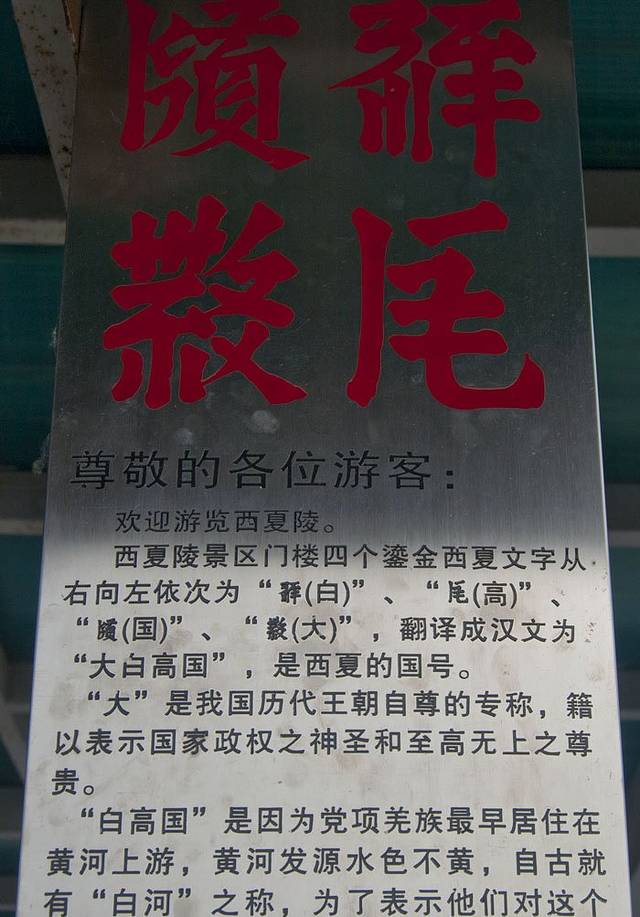 𗴂𗹭
𗂧𘜶
尊敬的各位游客：
欢迎游览西夏陵。
西夏陵景区门楼四个鎏金西夏文字从
右向左依次为“𗴂(白)”、“𗹭(高)”、
“𗂧(国)”、“𘜶(大)”，翻译成汉文为
“大白高国”，是西夏的国号。
“大”是我国历代王朝自尊的专称，籍
以表示国家政权之神圣和至高无上之尊
贵。
“白高国”是因为党项羌族最早居住在
黄河上游，黄河发源水色不黄，自古就
有“白河”之称，为了表示他们对这个